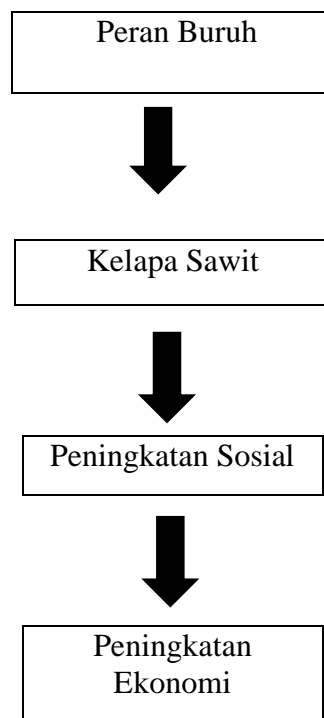 Peran Buruh
Kelapa Sawit
Peningkatan Sosial
Peningkatan
Ekonomi